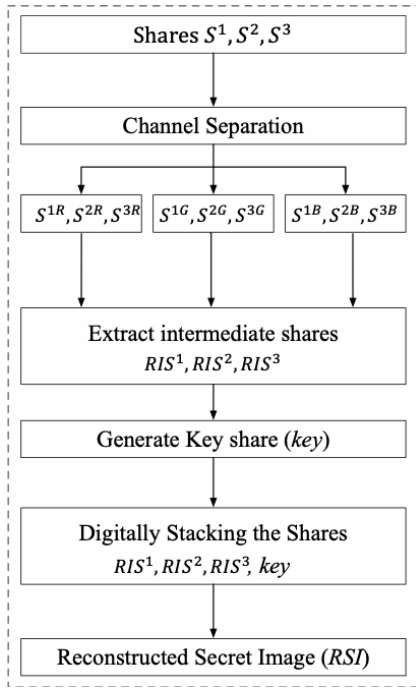 Shares S¹, S², S³
Channel Separation
S¹ᴿ, S²ᴿ, S³ᴿ S¹ᴳ, S²ᴳ, S³ᴳ S¹ᴮ, S²ᴮ, S³ᴮ
Extract intermediate shares
RIS¹, RIS², RIS³
Generate Key share (key)
Digitally Stacking the Shares
RIS¹, RIS², RIS³, key
Reconstructed Secret Image (RSI)